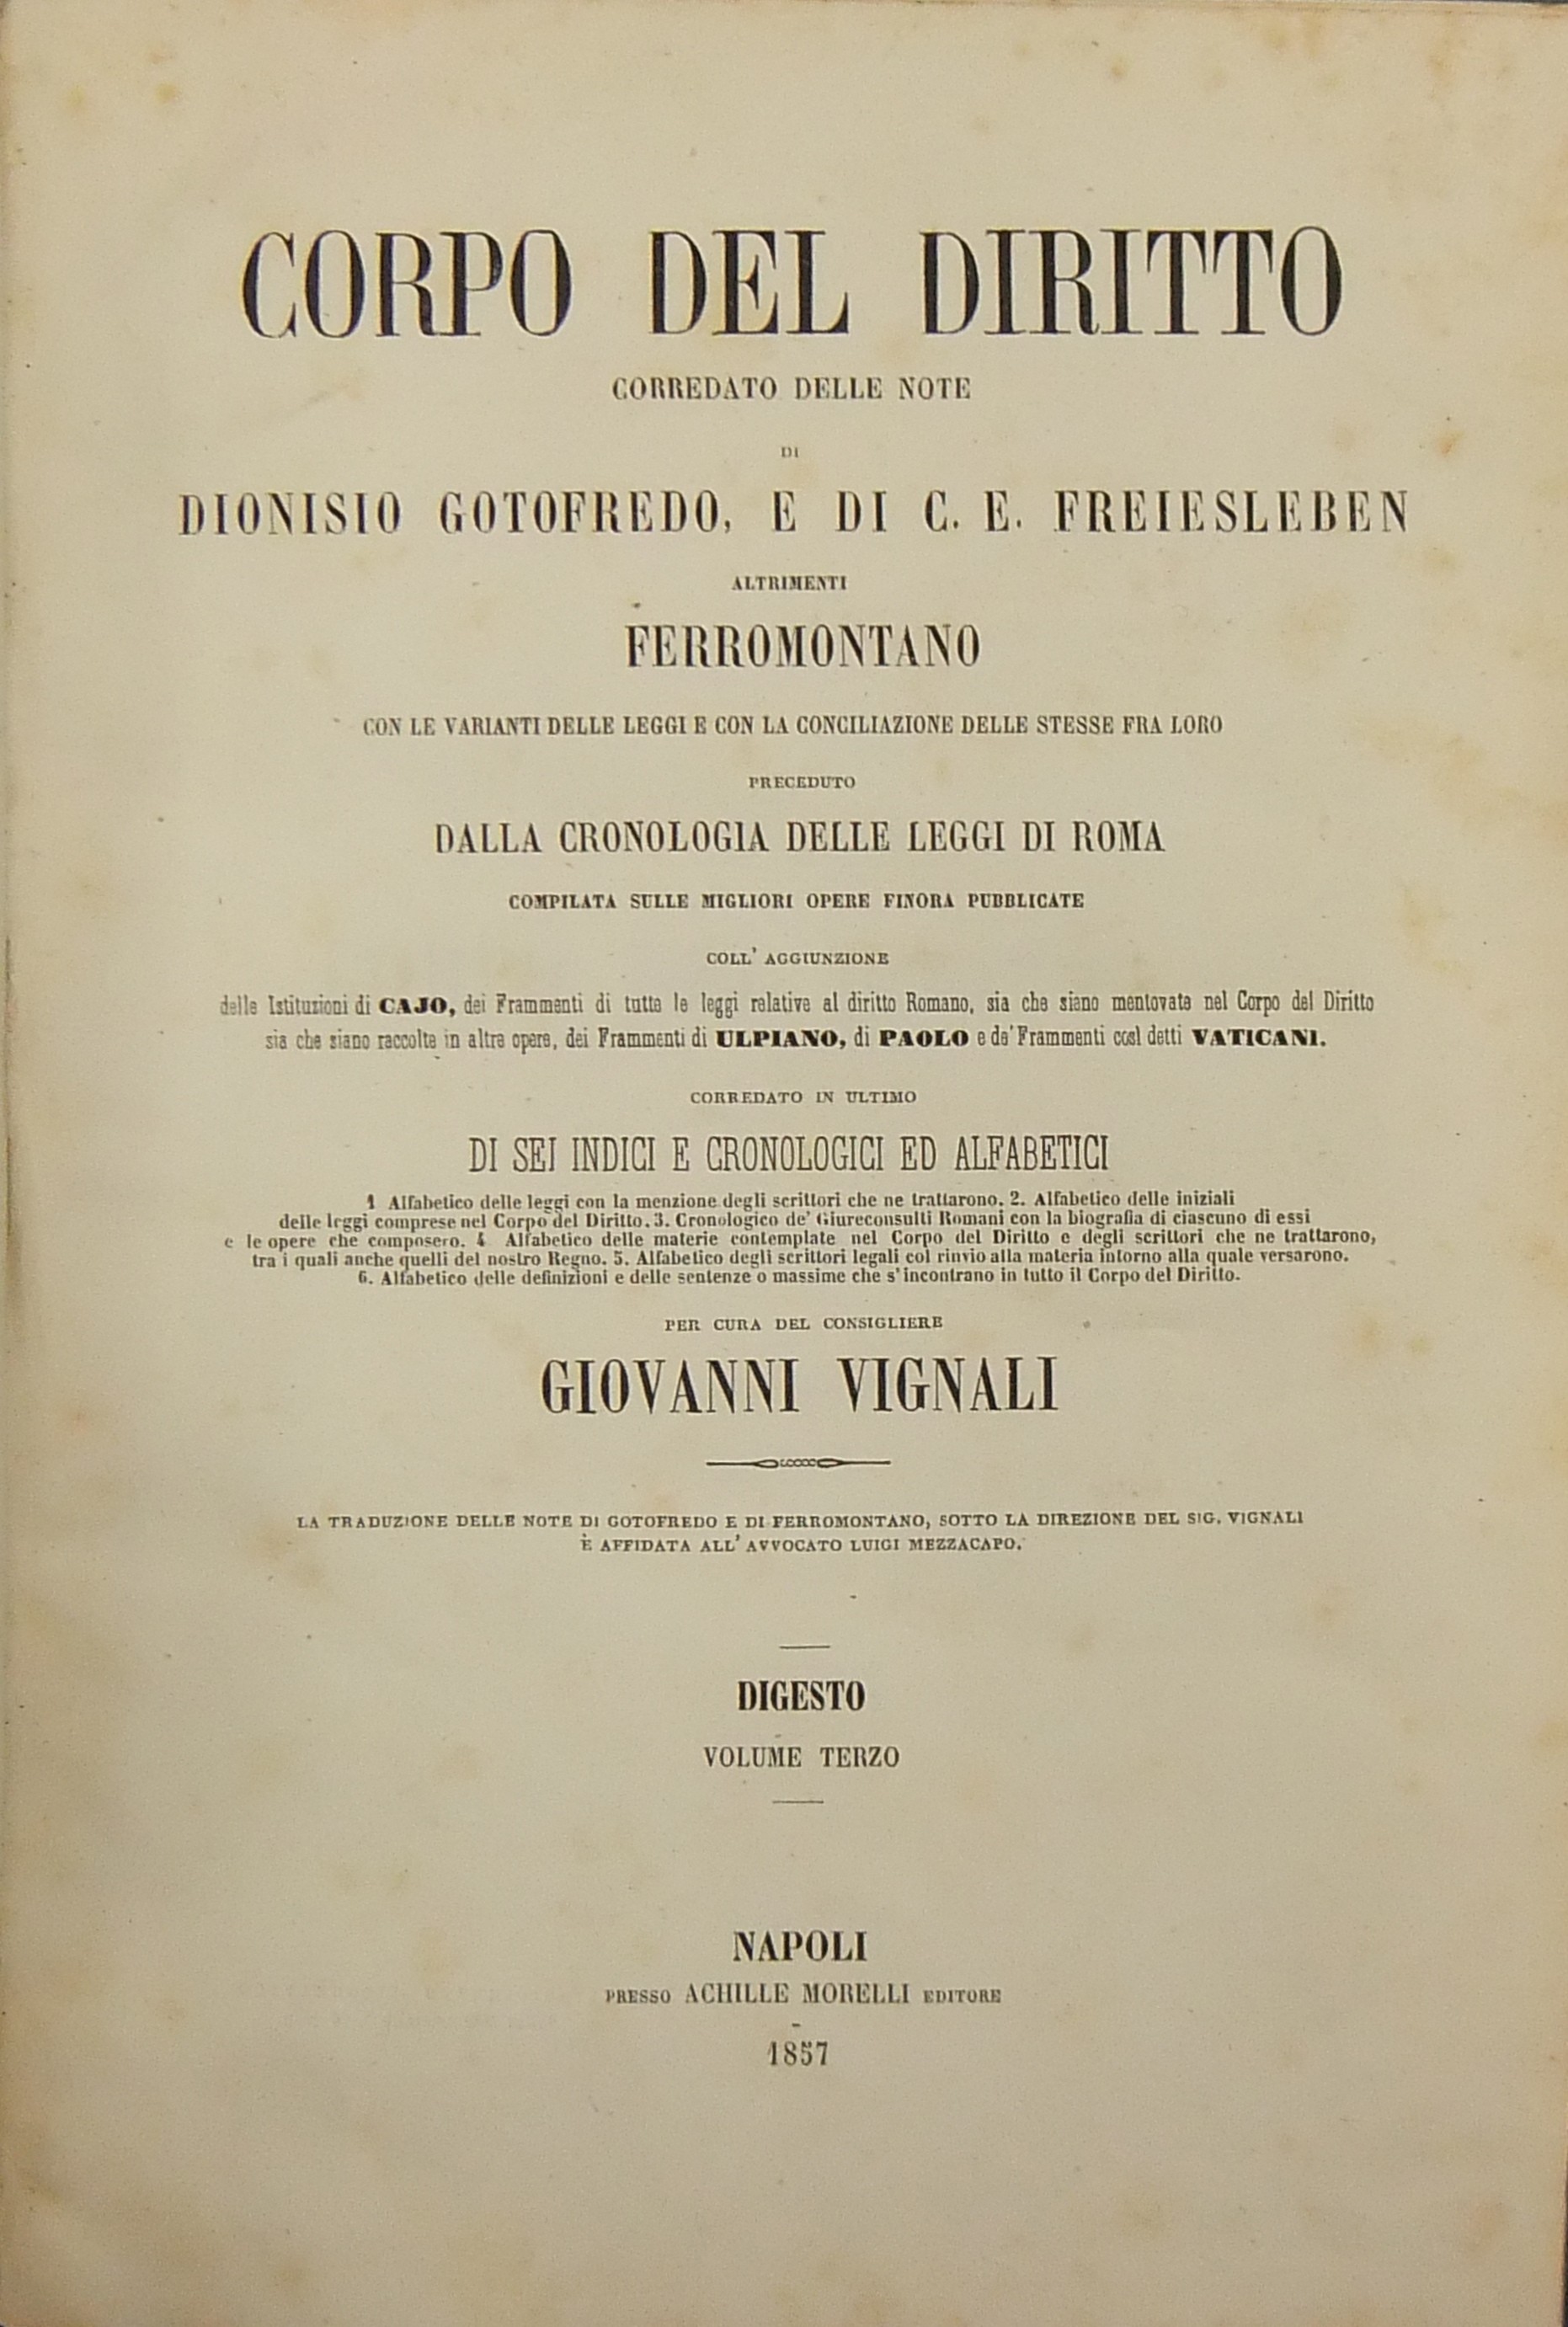 CORPO DEL DIRITTO
CORREDATO DELLE NOTE
DI
DIONISIO GOTOFREDO, E DI C. E. FREIESLEBEN
ALTRIMENTI
FERROMONTANO
CON LE VARIANTI DELLE LEGGI E CON LA CONCILIAZIONE DELLE STESSE FRA LORO
PRECEDUTO
DALLA CRONOLOGIA DELLE LEGGI DI ROMA
COMPILATA SULLE MIGLIORI OPERE FINORA PUBBLICATE
COLL' AGGIUNZIONE
delle Istituzioni di CAJO, dei Frammenti di tutte le leggi relative al diritto Romano, sia che siano mentovate nel Corpo del Diritto
sia che siano raccolte in altre opere, dei Frammenti di ULPIANO, di PAOLO e de' Frammenti così detti VATICANI.
CORREDATO IN ULTIMO
DI SEI INDICI E CRONOLOGICI ED ALFABETICI
1 Alfabetico delle leggi con la menzione degli scrittori che ne trattarono. 2. Alfabetico delle iniziali
delle leggi comprese nel Corpo del Diritto. 3. Cronologico de' Giureconsulti Romani con la biografia di ciascuno di essi
e le opere che composero. 4 Alfabetico delle materie contemplate nel Corpo del Diritto e degli scrittori che ne trattarono,
tra i quali anche quelli del nostro Regno. 5. Alfabetico degli scrittori legali col rinvio alla materia intorno alla quale versarono.
6. Alfabetico delle definizioni e delle sentenze o massime che s'incontrano in tutto il Corpo del Diritto.
PER CURA DEL CONSIGLIERE
GIOVANNI VIGNALI
LA TRADUZIONE DELLE NOTE DI GOTOFREDO E DI FERROMONTANO, SOTTO LA DIREZIONE DEL SIG. VIGNALI
È AFFIDATA ALL' AVVOCATO LUIGI MEZZACAPO.
DIGESTO
VOLUME TERZO
NAPOLI
PRESSO ACHILLE MORELLI EDITORE
1857